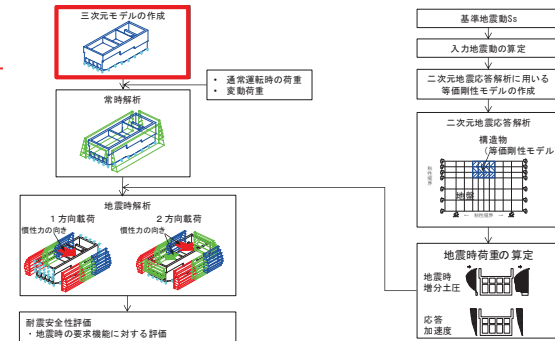 三次元モデルの作成
・ 通常運転時の荷重
・ 変動荷重
常時解析
地震時解析
1方向載荷
慣性力の向き
2方向載荷
慣性力の向き
耐震安全性評価
・地震時の要求機能に対する評価
基準地震動Ss
入力地震動の算定
二次元地震応答解析に用いる
等価剛性モデルの作成
二次元地震応答解析
構造物
(等価剛性モデル
地盤
地震時荷重の算定
地震時
増分土圧
応答
加速度